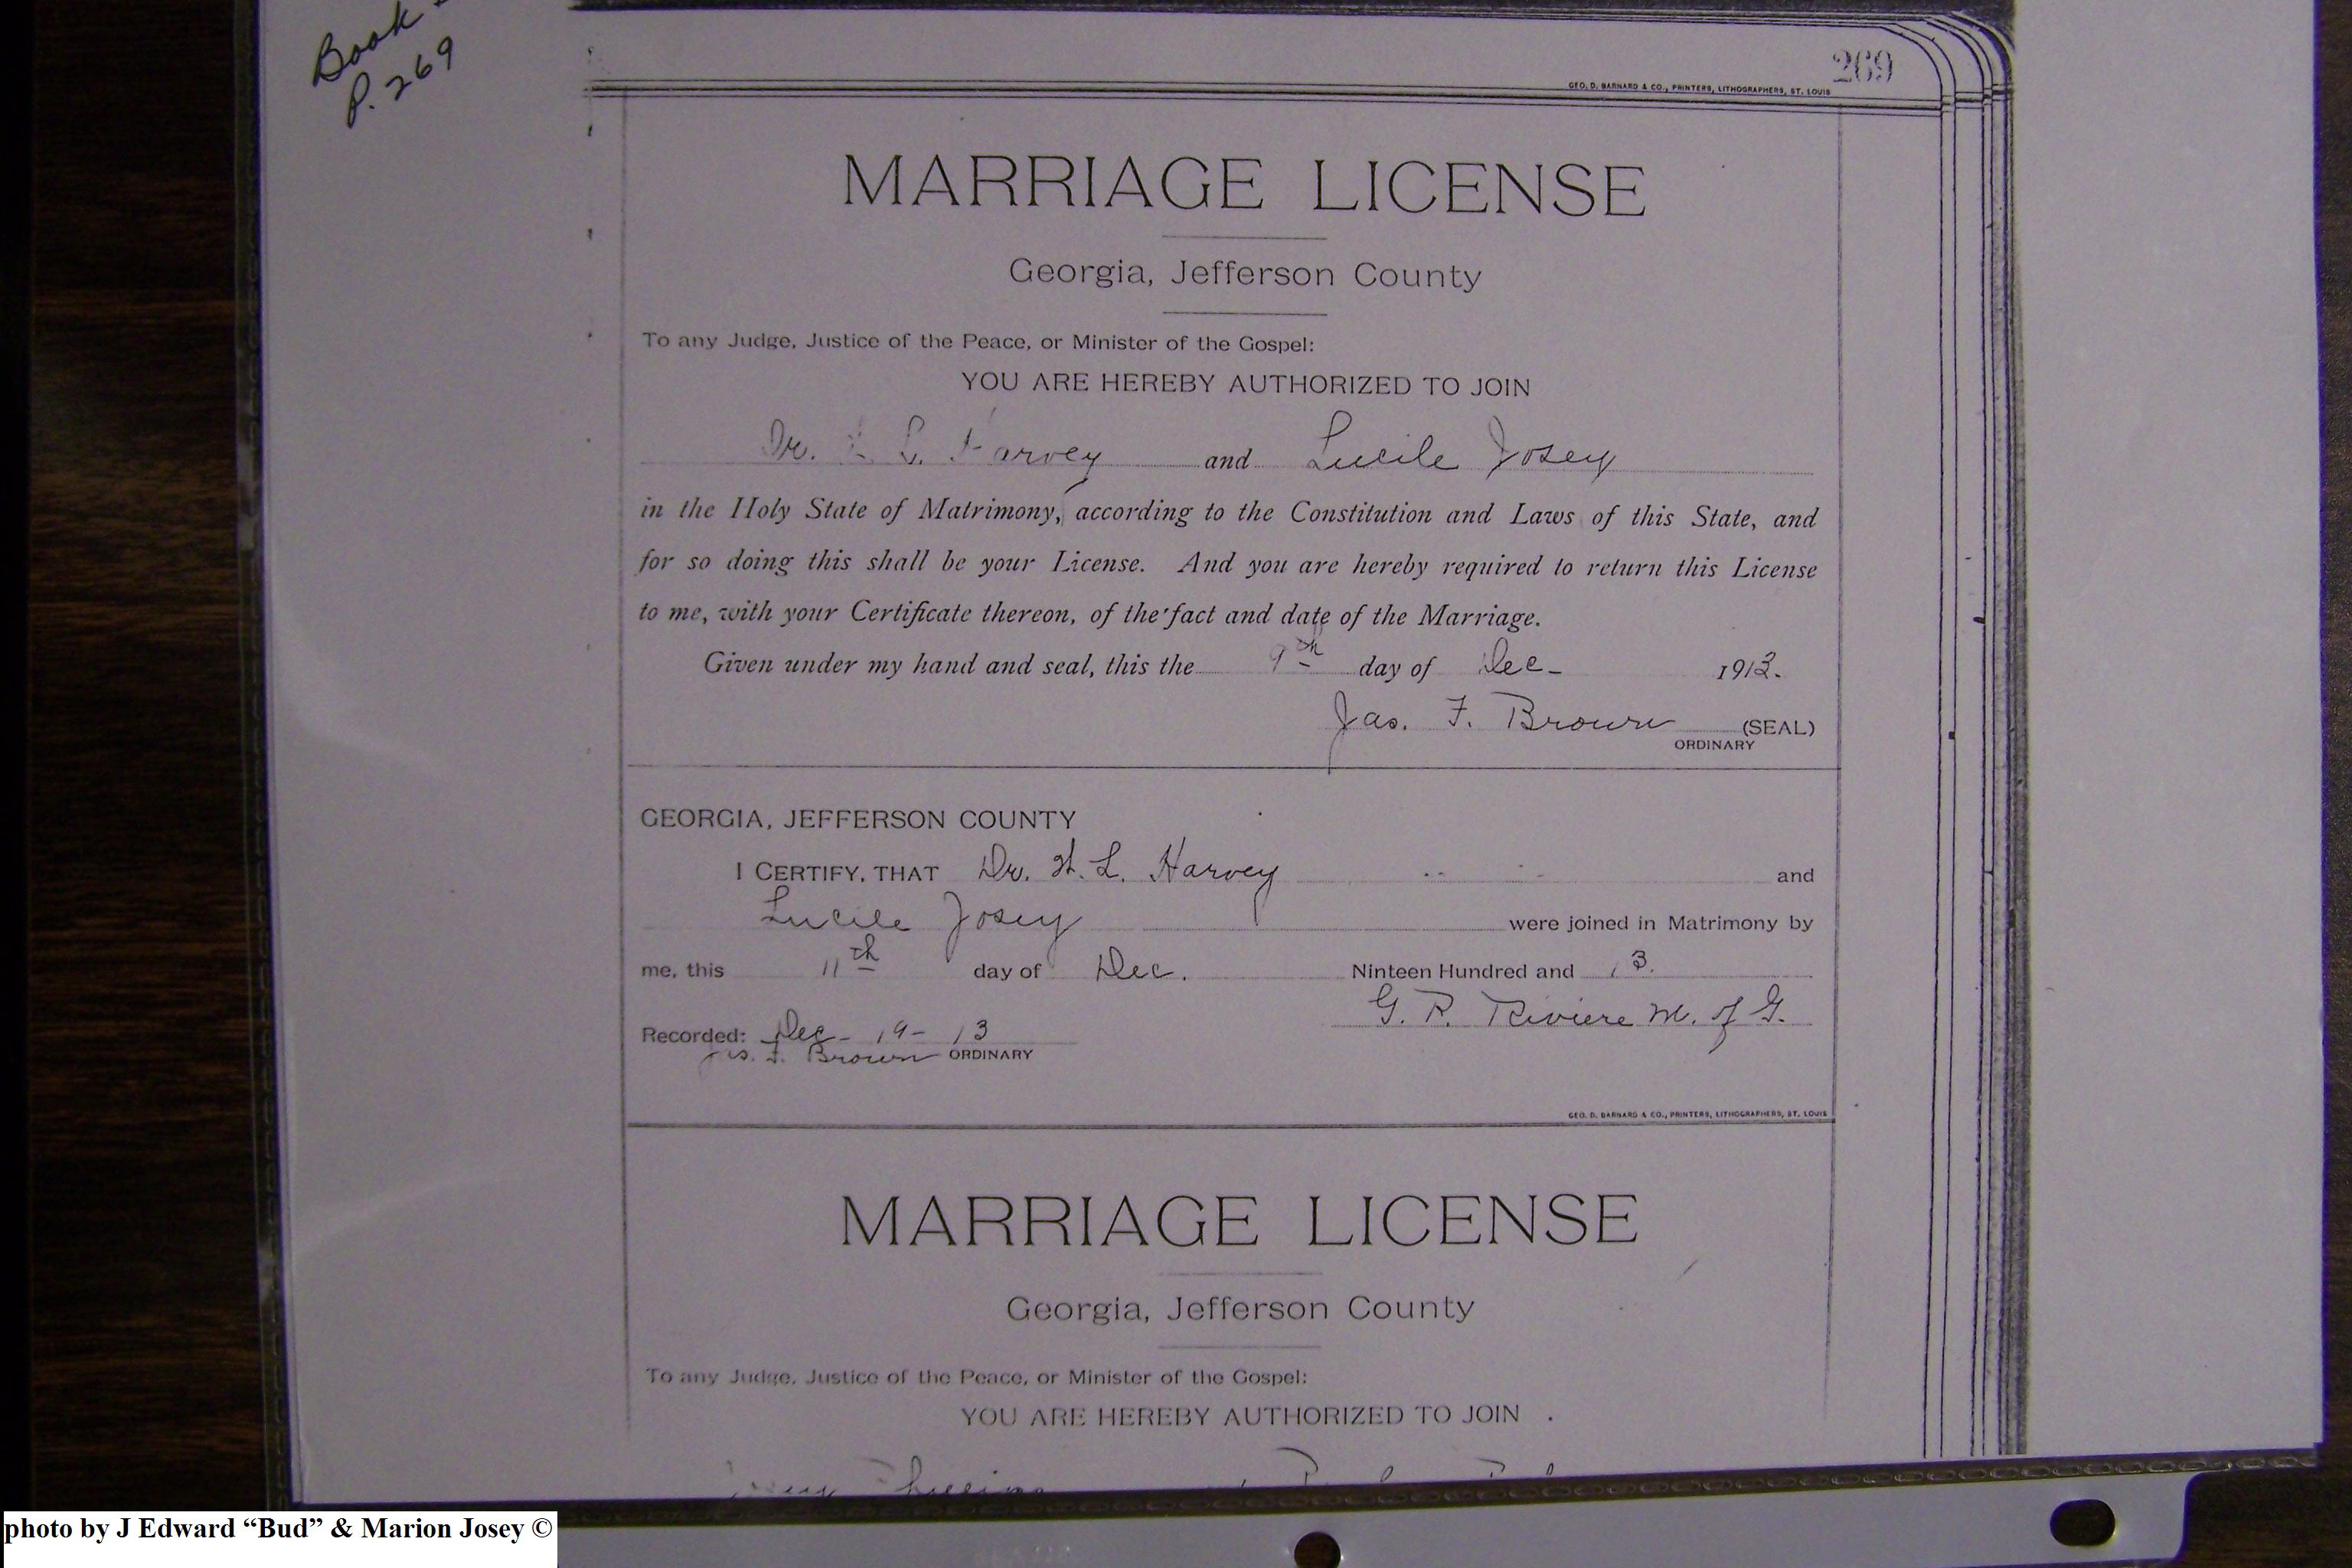 Book
P. 269
269
GEO. D. BARNARD & CO., PRINTERS, LITHOGRAPHERS, ST. LOUIS
MARRIAGE LICENSE
Georgia, Jefferson County
To any Judge, Justice of the Peace, or Minister of the Gospel:
YOU ARE HEREBY AUTHORIZED TO JOIN
Dr. L. Harvey and Lucile Josey
in the Holy State of Matrimony, according to the Constitution and Laws of this State, and
for so doing this shall be your License. And you are hereby required to return this License
to me, with your Certificate thereon, of the fact and date of the Marriage.
Given under my hand and seal, this the 9th day of Dec- 1913.
Jas. F. Brown (SEAL)
ORDINARY
GEORGIA, JEFFERSON COUNTY
I CERTIFY, THAT Dr. H. L. Harvey and
Lucile Josey were joined in Matrimony by
me, this 11th day of Dec. Ninteen Hundred and 13.
G. R. Riviere M. of G.
Recorded: Dec- 19- 13
Jas. F. Brown ORDINARY
GEO. D. BARNARD & CO., PRINTERS, LITHOGRAPHERS, ST. LOUIS
MARRIAGE LICENSE
Georgia, Jefferson County
To any Judge, Justice of the Peace, or Minister of the Gospel:
YOU ARE HEREBY AUTHORIZED TO JOIN
photo by J Edward “Bud” & Marion Josey ©